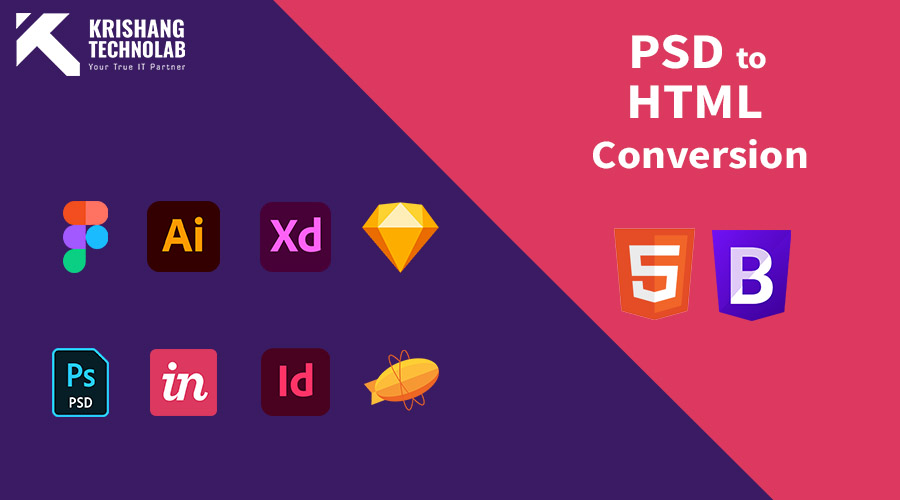 KRISHANG
TECHNOLAB
Your True IT Partner
PSD to
HTML
Conversion
Ai
Xd
5
B
Ps
PSD
in
Id